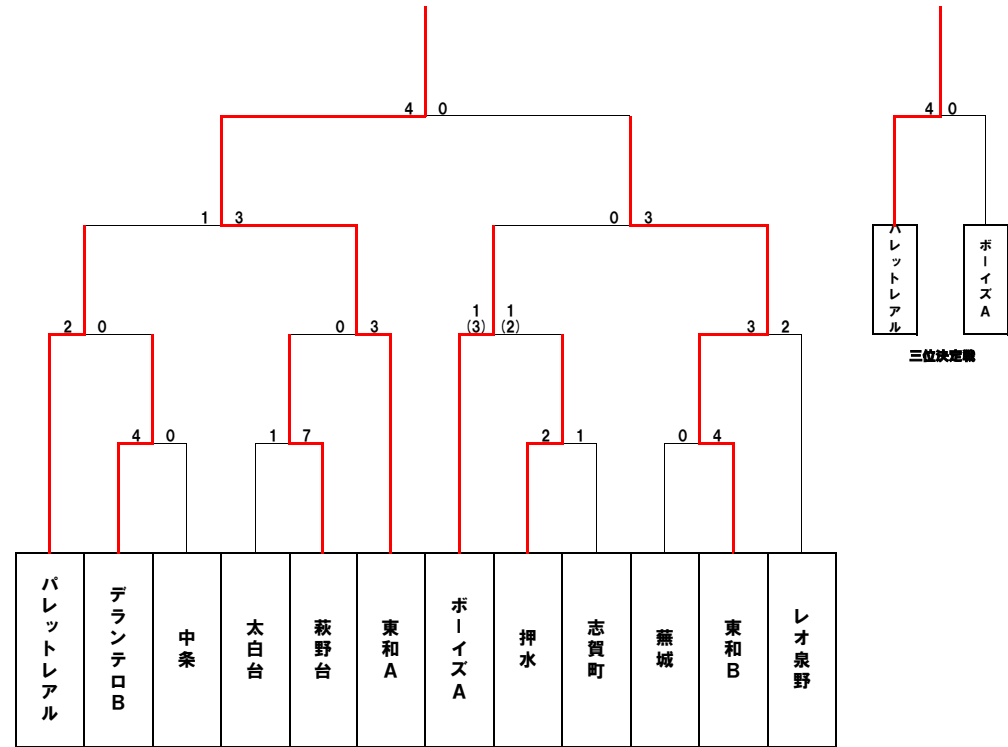 4 0
4 0
1 3
0 3
パレットレアル
ボーイズA
1 1
2 0
0 3
(3) (2)
3 2
三位決定戦
4 0
1 7
2 1
0 4
パレットレアル
デランテロB
中条
太白台
萩野台
東和A
ボーイズA
押水
志賀町
蕪城
東和B
レオ泉野